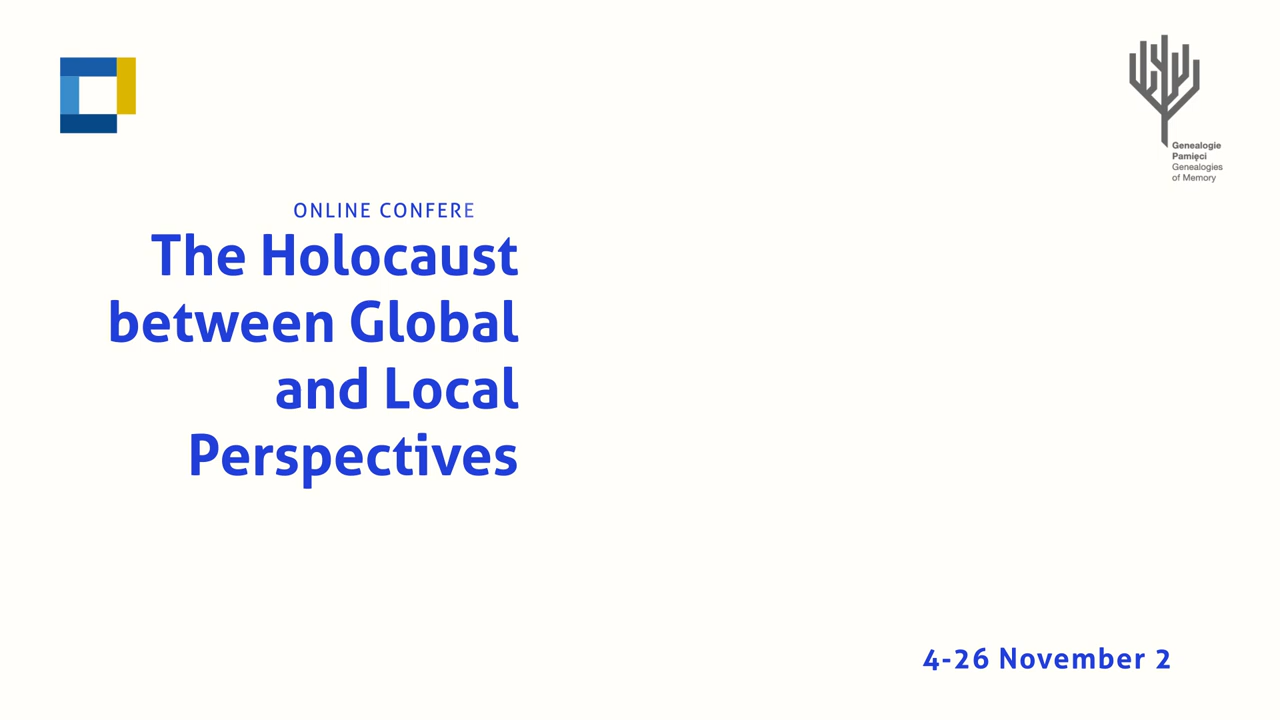 Genealogie
Pamięci
Genealogies
of Memory
ONLINE CONFERE
The Holocaust
between Global
and Local
Perspectives
4-26 November 2